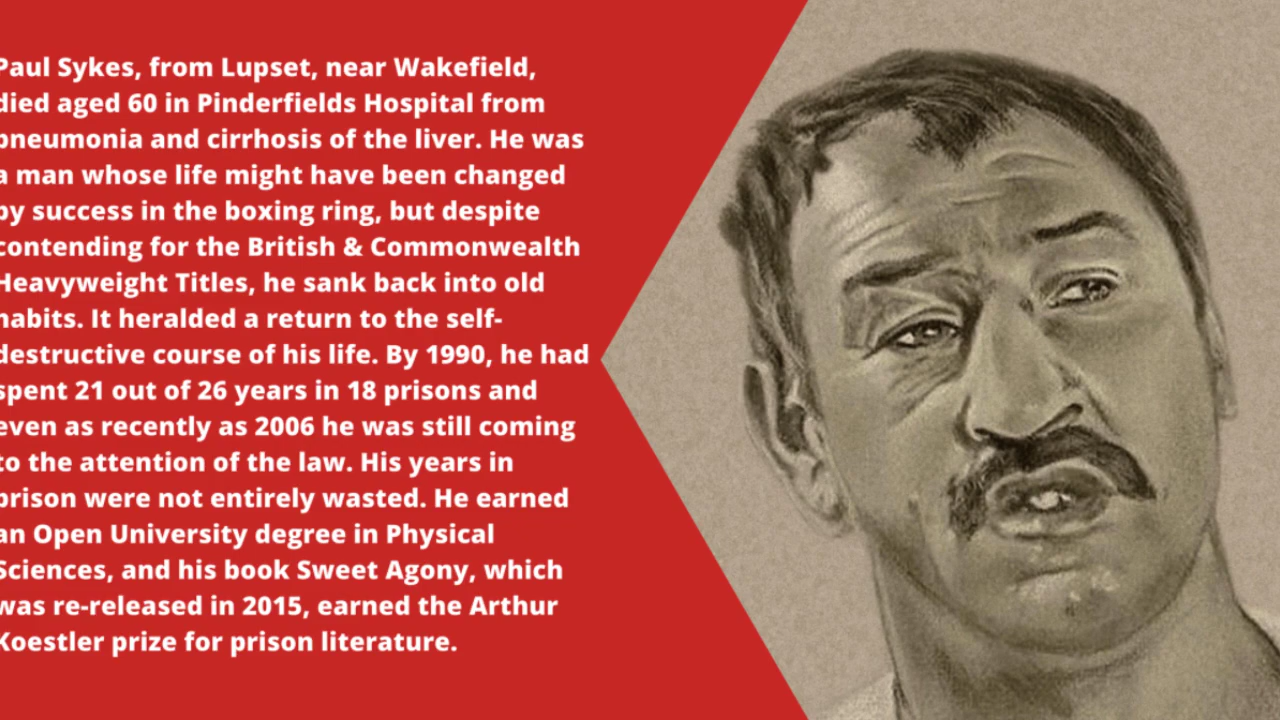 Paul Sykes, from Lupset, near Wakefield,
died aged 60 in Pinderfields Hospital from
pneumonia and cirrhosis of the liver. He was
a man whose life might have been changed
by success in the boxing ring, but despite
contending for the British & Commonwealth
Heavyweight Titles, he sank back into old
habits. It heralded a return to the self-
destructive course of his life. By 1990, he had
spent 21 out of 26 years in 18 prisons and
even as recently as 2006 he was still coming
to the attention of the law. His years in
prison were not entirely wasted. He earned
an Open University degree in Physical
Sciences, and his book Sweet Agony, which
was re-released in 2015, earned the Arthur
Koestler prize for prison literature.